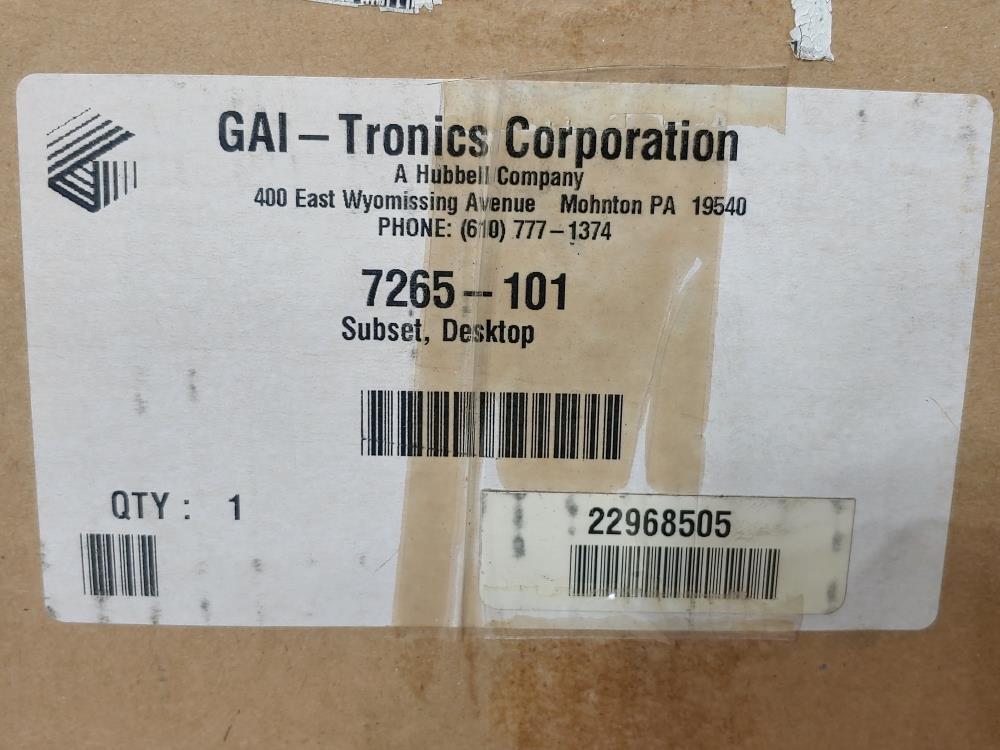 GAI-Tronics Corporation
A Hubbell Company
400 East Wyomissing Avenue Mohnton PA 19540
PHONE: (610) 777-1374
7265-101
Subset, Desktop
QTY: 1
22968505